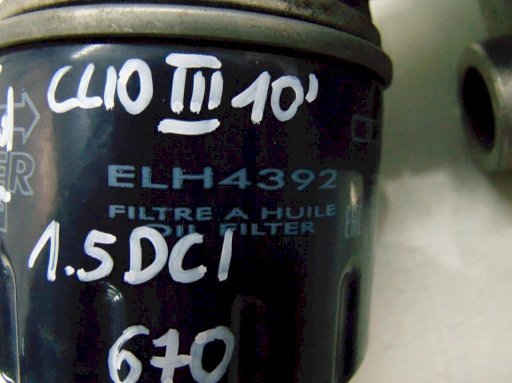 CLIO III 10'
ELH4392
FILTRE A HUILE
OIL FILTER
1.5DCI
670